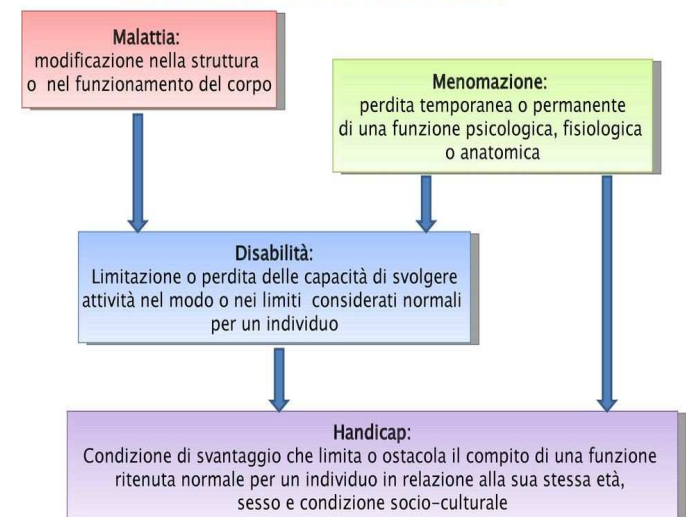 Malattia:
modificazione nella struttura
o nel funzionamento del corpo
Menomazione:
perdita temporanea o permanente
di una funzione psicologica, fisiologica
o anatomica
Disabilità:
Limitazione o perdita delle capacità di svolgere
attività nel modo o nei limiti considerati normali
per un individuo
Handicap:
Condizione di svantaggio che limita o ostacola il compito di una funzione
ritenuta normale per un individuo in relazione alla sua stessa età,
sesso e condizione socio-culturale